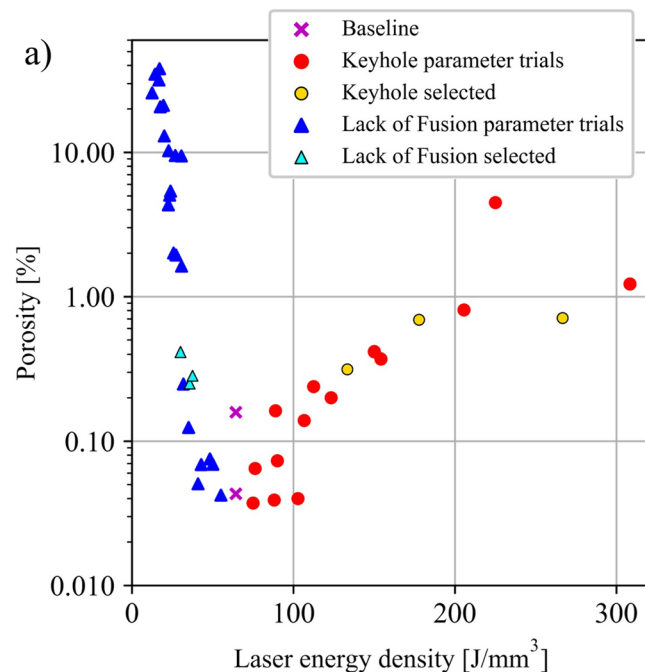 a)
Baseline
Keyhole parameter trials
Keyhole selected
Lack of Fusion parameter trials
Lack of Fusion selected
Porosity [%]
10.00
1.00
0.10
0.010
0
100
200
300
Laser energy density [J/mm³]